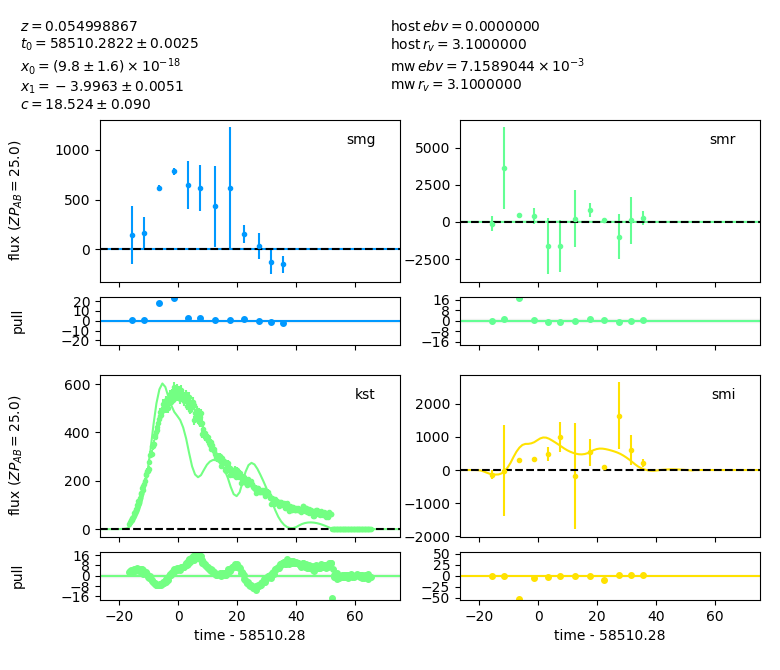 z = 0.054998867
t₀ = 58510.2822 ± 0.0025
x₀ = (9.8 ± 1.6) × 10⁻¹⁸
x₁ = −3.9963 ± 0.0051
c = 18.524 ± 0.090
host ebv = 0.0000000
host r_v = 3.1000000
mw ebv = 7.1589044 × 10⁻³
mw r_v = 3.1000000
flux (ZP_AB = 25.0)
1000
500
0
smg
5000
2500
0
−2500
smr
pull
20
10
0
−10
−20
16
8
0
−8
−16
flux (ZP_AB = 25.0)
600
400
200
0
kst
2000
1000
0
−1000
−2000
smi
pull
16
8
0
−8
−16
50
25
0
−25
−50
−20 0 20 40 60
time - 58510.28
−20 0 20 40 60
time - 58510.28